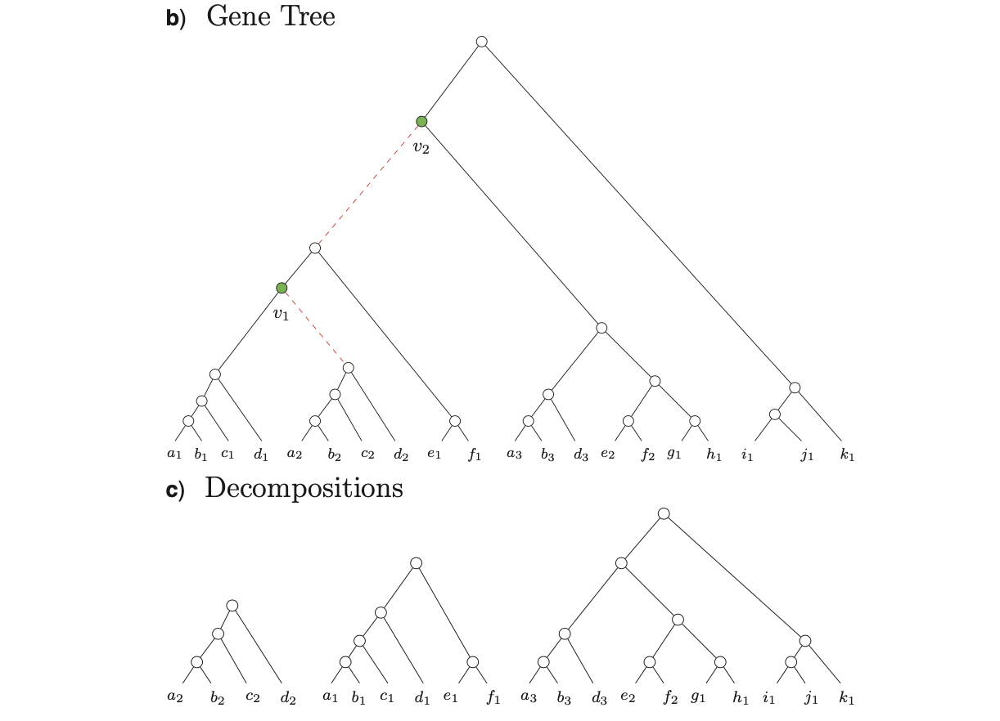 b) Gene Tree
v2
v1
a1 b1 c1 d1 a2 b2 c2 d2 e1 f1 a3 b3 d3 e2 f2 g1 h1 i1 j1 k1
c) Decompositions
a2 b2 c2 d2 a1 b1 c1 d1 e1 f1 a3 b3 d3 e2 f2 g1 h1 i1 j1 k1